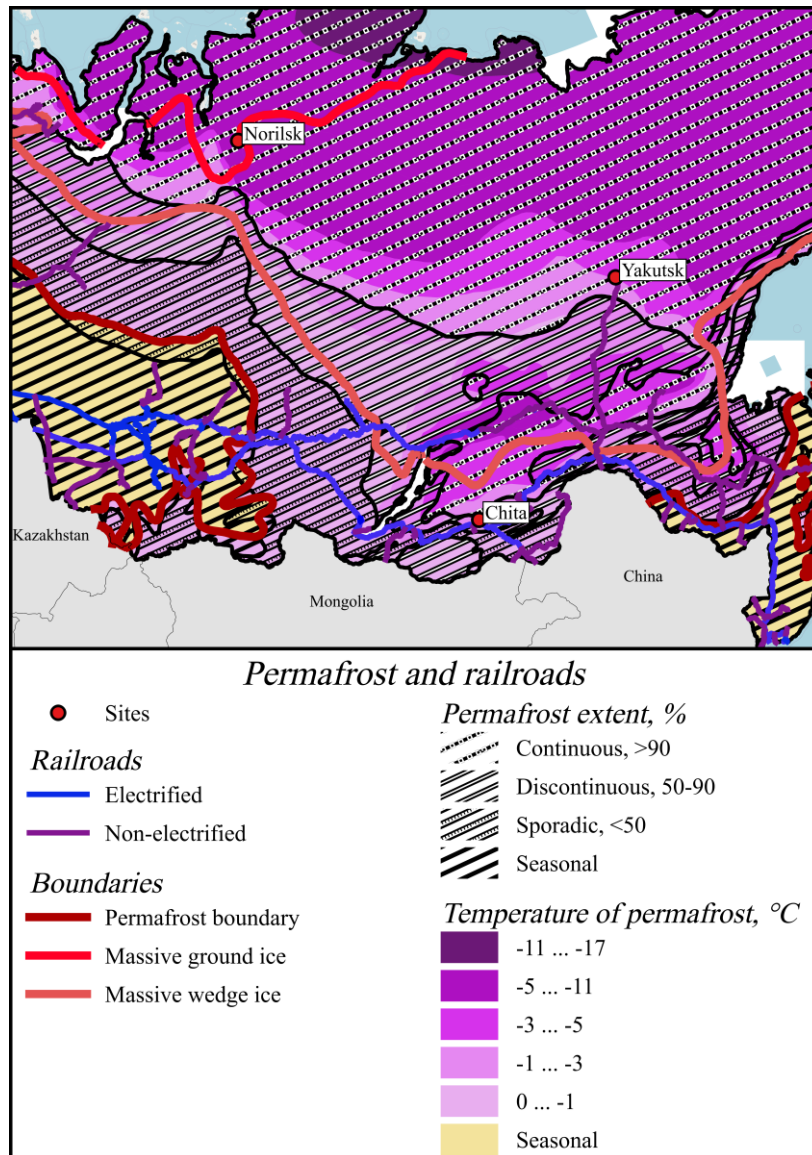 Norilsk
Yakutsk
Chita
Kazakhstan
China
Mongolia
Permafrost and railroads
Sites
Railroads
Electrified
Non-electrified
Boundaries
Permafrost boundary
Massive ground ice
Massive wedge ice
Permafrost extent, %
Continuous, >90
Discontinuous, 50-90
Sporadic, <50
Seasonal
Temperature of permafrost, °C
-11 ... -17
-5 ... -11
-3 ... -5
-1 ... -3
0 ... -1
Seasonal